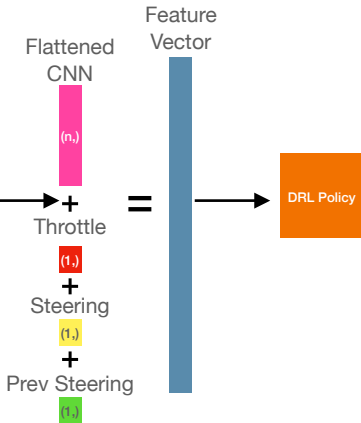 Feature
Vector
Flattened
CNN
(n,)
+
=
DRL Policy
Throttle
(1,)
+
Steering
(1,)
+
Prev Steering
(1,)